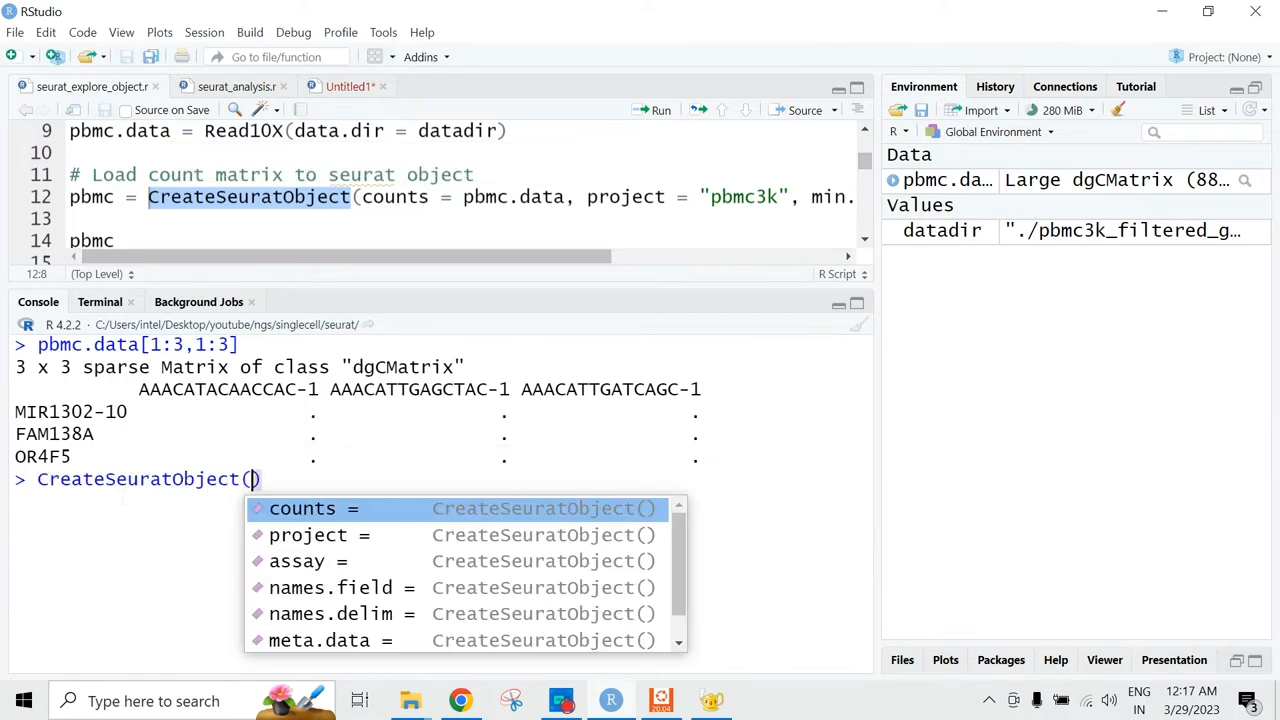 RStudio
File Edit Code View Plots Session Build Debug Profile Tools Help
Go to file/function Addins Project: (None)
seurat_explore_object.r seurat_analysis.r Untitled1*
Source on Save Run Source
9 pbmc.data = Read10X(data.dir = datadir)
10
11 # Load count matrix to seurat object
12 pbmc = CreateSeuratObject(counts = pbmc.data, project = "pbmc3k", min.
13
14 pbmc
15
12:8 (Top Level) R Script
Console Terminal Background Jobs
R 4.2.2 · C:/Users/intel/Desktop/youtube/ngs/singlecell/seurat/
> pbmc.data[1:3,1:3]
3 x 3 sparse Matrix of class "dgCMatrix"
AAACATACAACCAC-1 AAACATTGAGCTAC-1 AAACATTGATCAGC-1
MIR1302-10 . . .
FAM138A . . .
OR4F5 . . .
> CreateSeuratObject()
counts = CreateSeuratObject()
project = CreateSeuratObject()
assay = CreateSeuratObject()
names.field = CreateSeuratObject()
names.delim = CreateSeuratObject()
meta.data = CreateSeuratObject()
Environment History Connections Tutorial
Import 280 MiB List
R Global Environment
Data
pbmc.da… Large dgCMatrix (88…
Values
datadir "./pbmc3k_filtered_g…
Files Plots Packages Help Viewer Presentation
Type here to search
20.04
ENG
IN
12:17 AM
3/29/2023
3